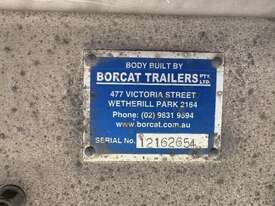 BODY BUILT BY
BORCAT TRAILERS PTY. LTD.
477 VICTORIA STREET
WETHERILL PARK 2164
Phone: (02) 9831 9594
www.borcat.com.au
SERIAL No. 12162654